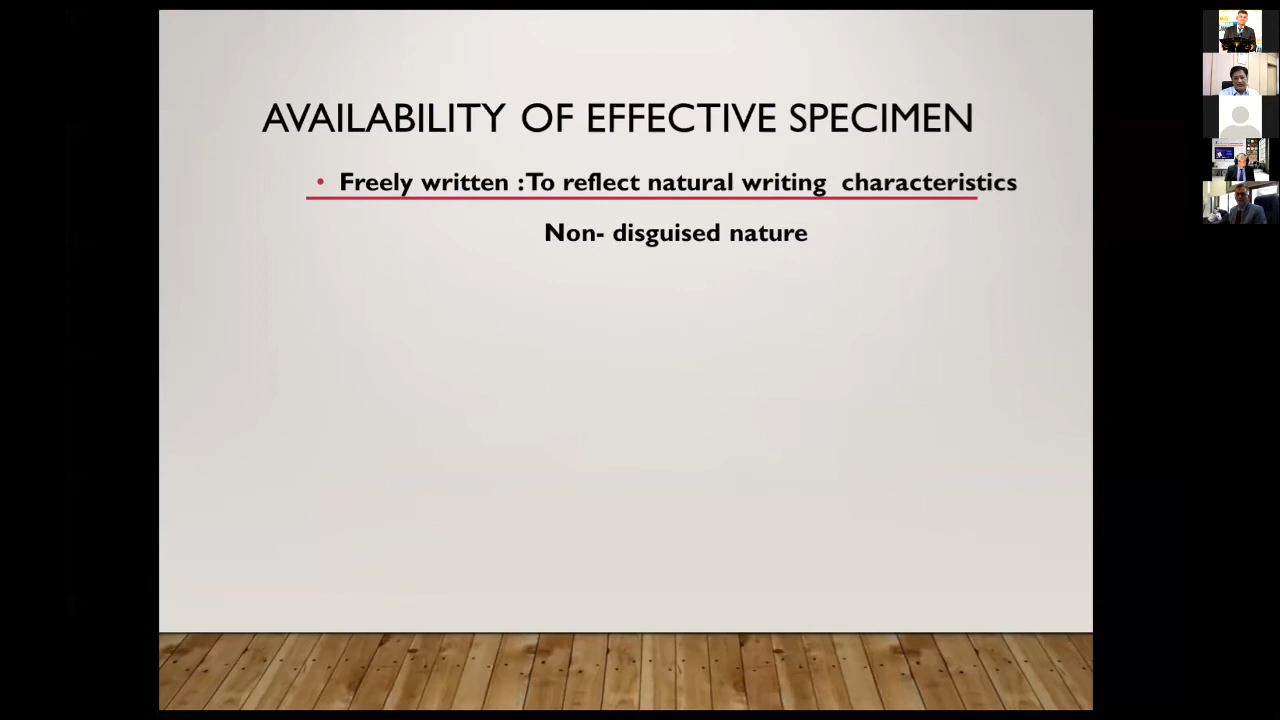 AVAILABILITY OF EFFECTIVE SPECIMEN
• Freely written : To reflect natural writing characteristics
Non- disguised nature